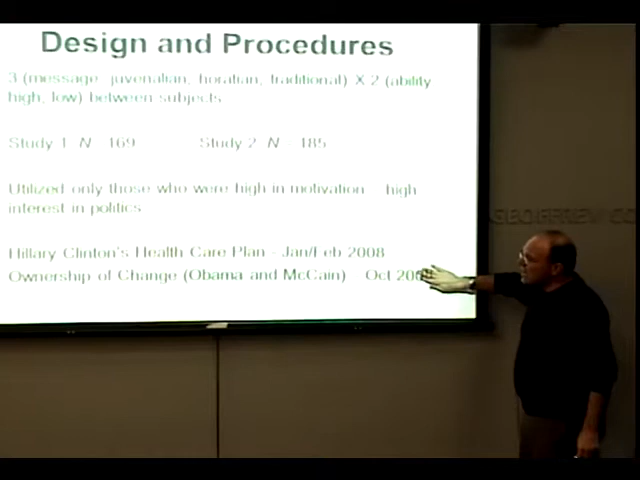 Design and Procedures
3 (message: juvenalian, horatian, traditional) X 2 (ability
high, low) between subjects
Study 1 N 169 Study 2 N - 185
Utilized only those who were high in motivation high
interest in politics
Hillary Clinton's Health Care Plan - Jan/Feb 2008
Ownership of Change (Obama and McCain) Oct
GEOFFREY